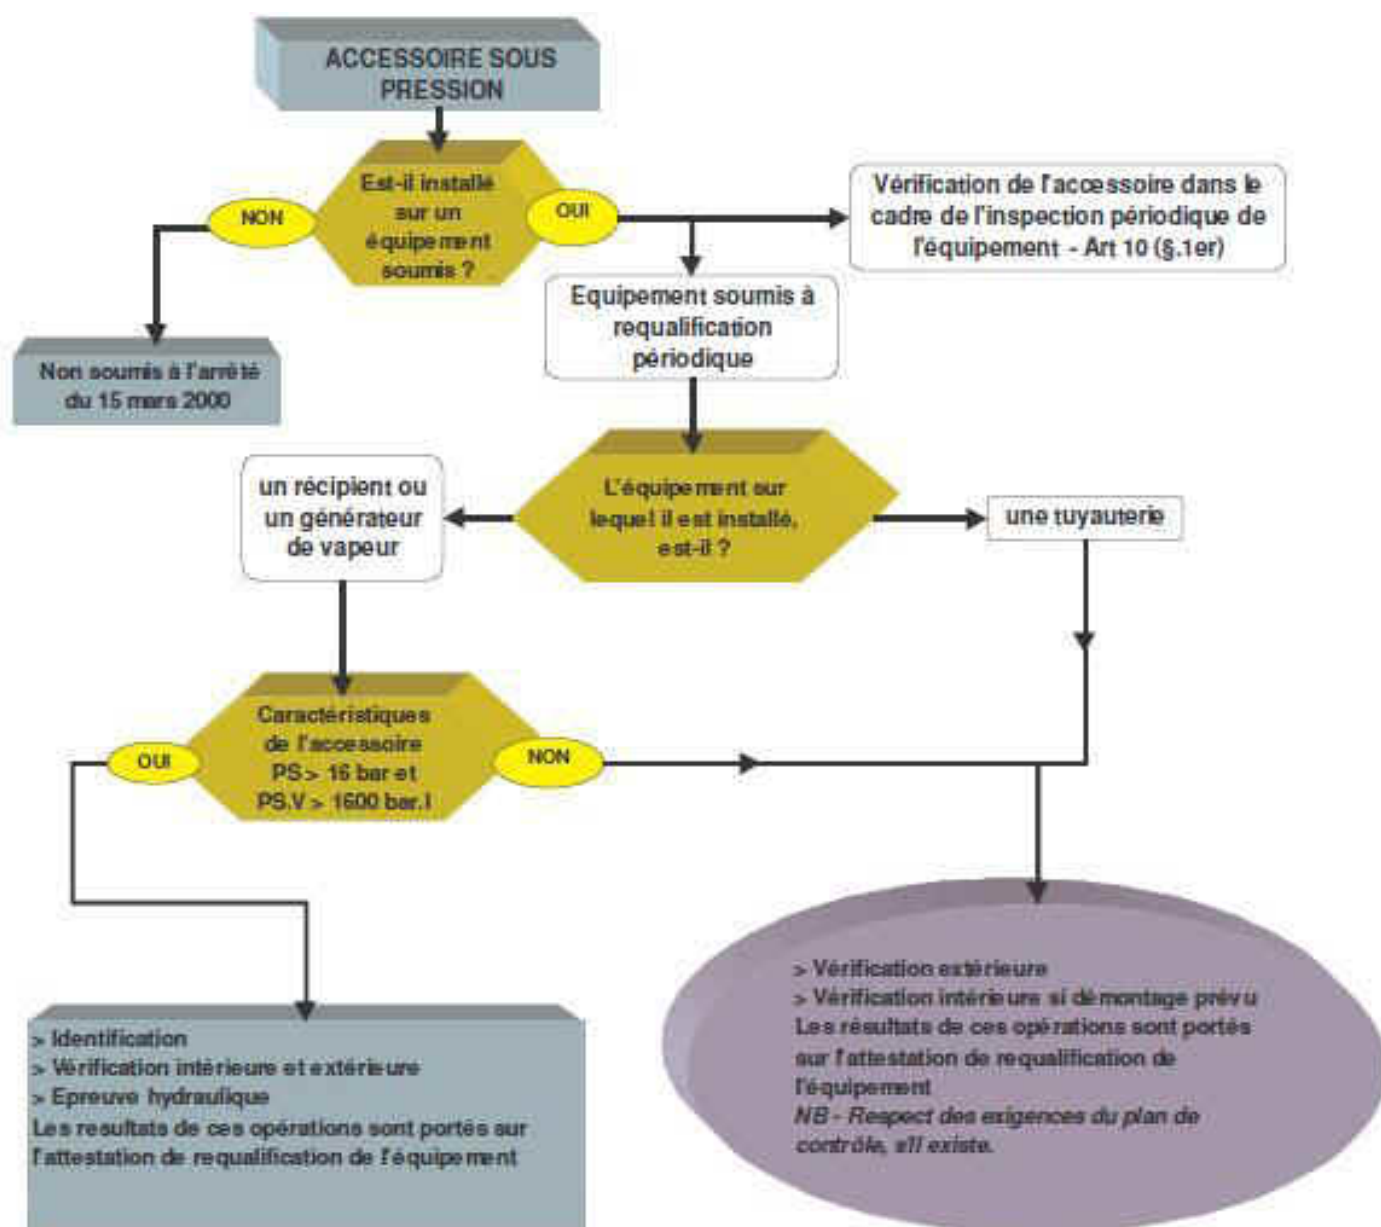 ACCESSOIRE SOUS
PRESSION
Est-il installé
sur un
équipement
soumis ?
NON
OUI
Vérification de l'accessoire dans le
cadre de l'inspection périodique de
l'équipement - Art 10 (§.1er)
Equipement soumis à
requalification
périodique
Non soumis à l'arrêté
du 15 mars 2000
un récipient ou
un générateur
de vapeur
L'équipement sur
lequel il est installé,
est-il ?
une tuyauterie
Caractéristiques
de l'accessoire
PS > 16 bar et
PS.V > 1600 bar.l
OUI
NON
> Identification
> Vérification intérieure et extérieure
> Epreuve hydraulique
Les resultats de ces opérations sont portés sur
l'attestation de requalification de l'équipement
> Vérification extérieure
> Vérification intérieure si démontage prévu
Les résultats de ces opérations sont portés
sur l'attestation de requalification de
l'équipement
NB - Respect des exigences du plan de
contrôle, s'il existe.